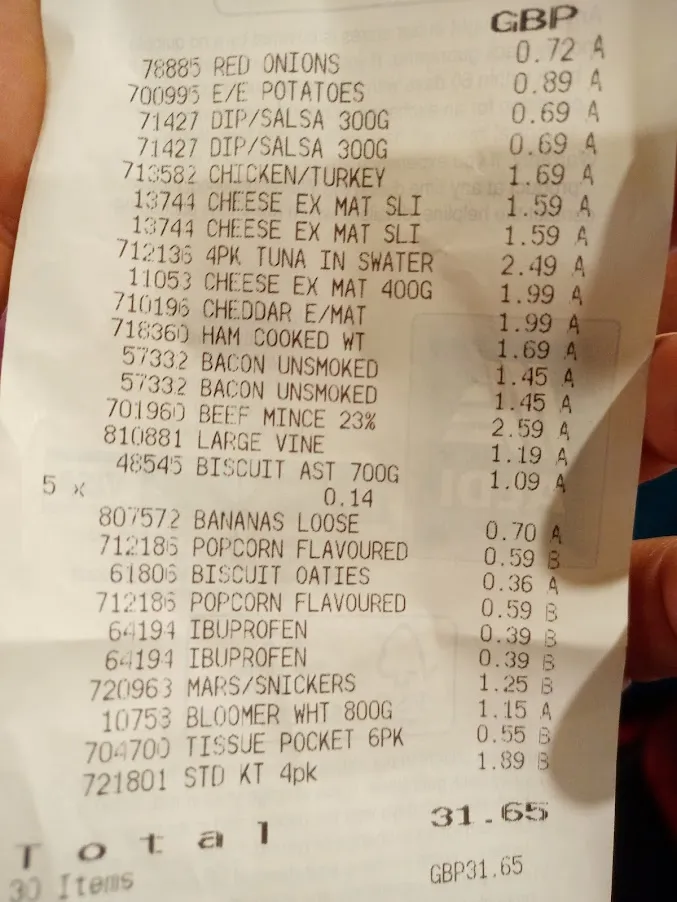 GBP
78885 RED ONIONS 0.72 A
700995 E/E POTATOES 0.89 A
71427 DIP/SALSA 300G 0.69 A
71427 DIP/SALSA 300G 0.69 A
713582 CHICKEN/TURKEY 1.69 A
13744 CHEESE EX MAT SLI 1.59 A
13744 CHEESE EX MAT SLI 1.59 A
712136 4PK TUNA IN SWATER 2.49 A
11053 CHEESE EX MAT 400G 1.99 A
710196 CHEDDAR E/MAT 1.99 A
718360 HAM COOKED WT 1.69 A
57332 BACON UNSMOKED 1.45 A
57332 BACON UNSMOKED 1.45 A
701960 BEEF MINCE 23% 2.59 A
810881 LARGE VINE 1.19 A
48545 BISCUIT AST 700G 1.09 A
5 x 0.14
807572 BANANAS LOOSE 0.70 A
712186 POPCORN FLAVOURED 0.59 B
61806 BISCUIT OATIES 0.36 A
712186 POPCORN FLAVOURED 0.59 B
64194 IBUPROFEN 0.39 B
64194 IBUPROFEN 0.39 B
720963 MARS/SNICKERS 1.25 B
10753 BLOOMER WHT 800G 1.15 A
704700 TISSUE POCKET 6PK 0.55 B
721801 STD KT 4pk 1.89 B
Total 31.65
30 Items GBP31.65